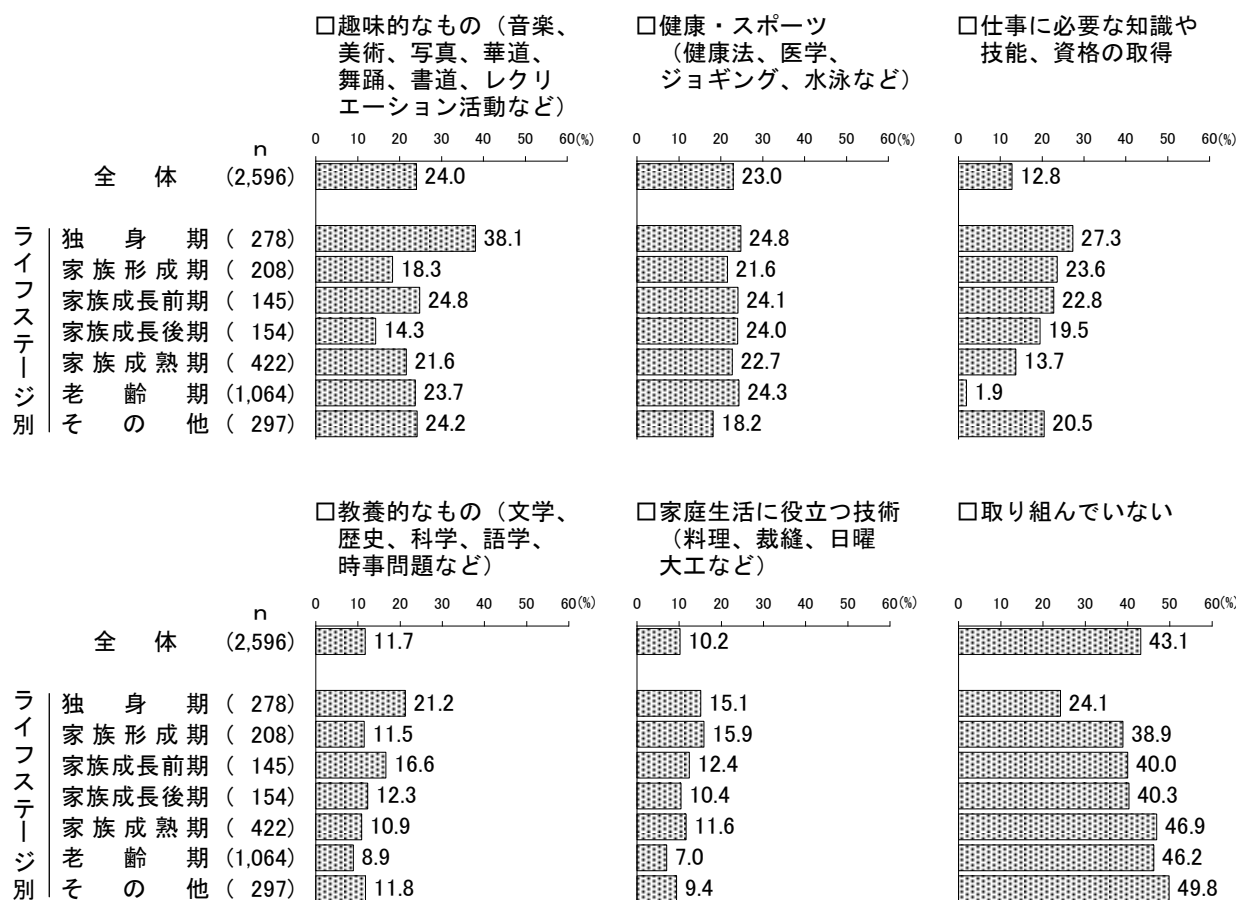 □趣味的なもの（音楽、
美術、写真、華道、
舞踊、書道、レクリ
エーション活動など）
□健康・スポーツ
（健康法、医学、
ジョギング、水泳など）
□仕事に必要な知識や
技能、資格の取得
0 10 20 30 40 50 60(%) 0 10 20 30 40 50 60(%) 0 10 20 30 40 50 60(%)
n
全体 (2,596) 24.0 23.0 12.8
ライフステージ別
独身期 ( 278) 38.1 24.8 27.3
家族形成期 ( 208) 18.3 21.6 23.6
家族成長前期 ( 145) 24.8 24.1 22.8
家族成長後期 ( 154) 14.3 24.0 19.5
家族成熟期 ( 422) 21.6 22.7 13.7
老齢期 (1,064) 23.7 24.3 1.9
その他 ( 297) 24.2 18.2 20.5
□教養的なもの（文学、
歴史、科学、語学、
時事問題など）
□家庭生活に役立つ技術
（料理、裁縫、日曜
大工など）
□取り組んでいない
0 10 20 30 40 50 60(%) 0 10 20 30 40 50 60(%) 0 10 20 30 40 50 60(%)
n
全体 (2,596) 11.7 10.2 43.1
ライフステージ別
独身期 ( 278) 21.2 15.1 24.1
家族形成期 ( 208) 11.5 15.9 38.9
家族成長前期 ( 145) 16.6 12.4 40.0
家族成長後期 ( 154) 12.3 10.4 40.3
家族成熟期 ( 422) 10.9 11.6 46.9
老齢期 (1,064) 8.9 7.0 46.2
その他 ( 297) 11.8 9.4 49.8